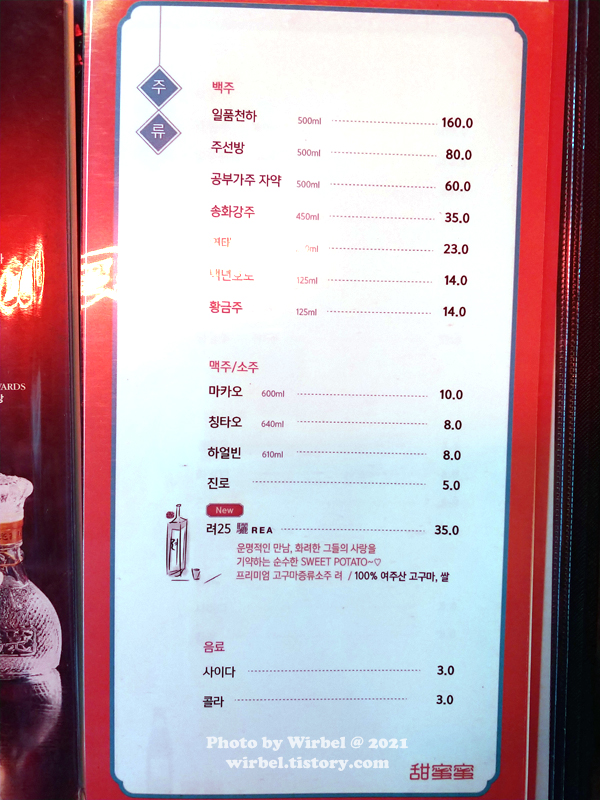 주
류
백주
일품천하 500ml 160.0
주선방 500ml 80.0
공부가주 자약 500ml 60.0
송화강주 450ml 35.0
23.0
125ml 14.0
황금주 125ml 14.0
맥주/소주
마카오 600ml 10.0
칭타오 640ml 8.0
하얼빈 610ml 8.0
진로 5.0
New
려25 驪 REA 35.0
운명적인 만남, 화려한 그들의 사랑을
기약하는 순수한 SWEET POTATO~♡
프리미엄 고구마증류소주 려 / 100% 여주산 고구마, 쌀
려
음료
사이다 3.0
콜라 3.0
Photo by Wirbel @ 2021
wirbel.tistory.com
甜蜜蜜